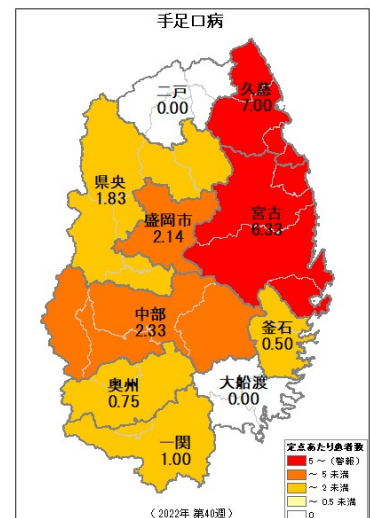 手足口病
二戸
0.00
久慈
7.00
県央
1.83
盛岡市
2.14
宮古
6.33
中部
2.33
釜石
0.50
奥州
0.75
大船渡
0.00
一関
1.00
定点あたり患者数
5 ~ (警報)
~ 5 未満
~ 2 未満
~ 0.5 未満
0
( 2022年 第40週 )